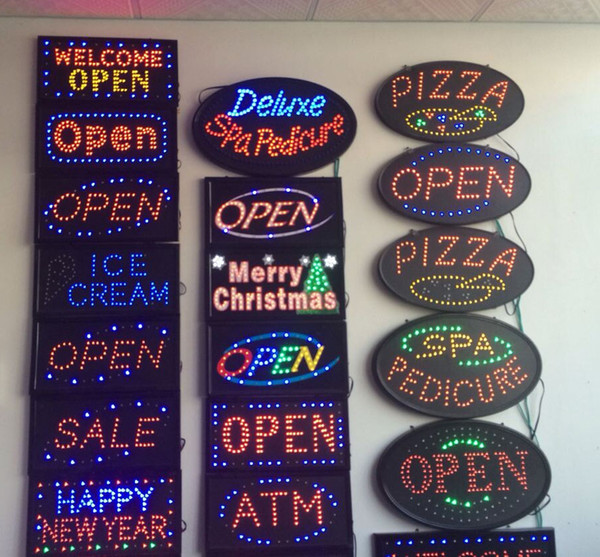 WELCOME
OPEN
Open
OPEN
ICE
CREAM
OPEN
SALE
HAPPY
NEW YEAR
Deluxe
Spa Pedicure
OPEN
Merry
Christmas
OPEN
OPEN
ATM
PIZZA
OPEN
PIZZA
SPA
PEDICURE
OPEN